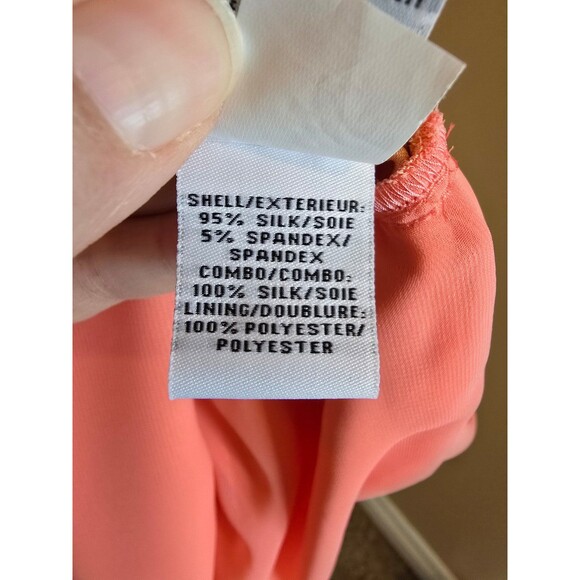 SHELL/EXTERIEUR:
95% SILK/SOIE
5% SPANDEX/
SPANDEX
COMBO/COMBO:
100% SILK/SOIE
LINING/DOUBLURE:
100% POLYESTER/
POLYESTER